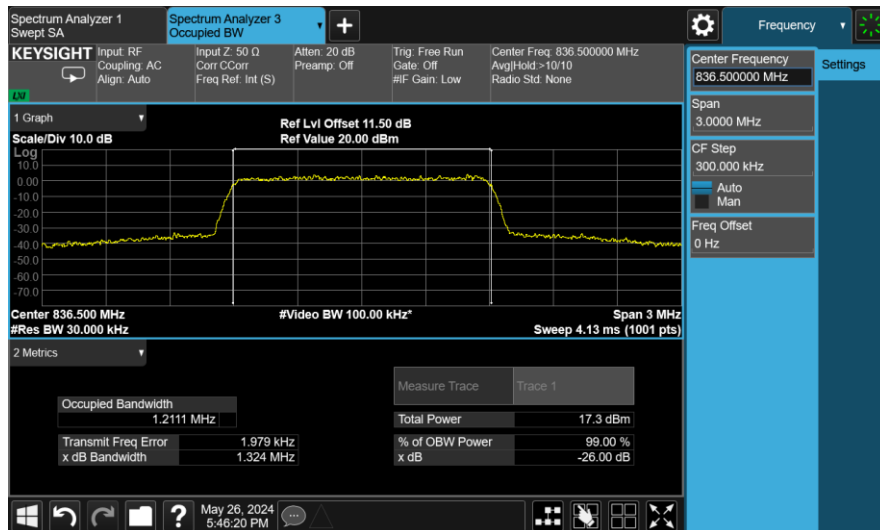 Spectrum Analyzer 1
Swept SA
Spectrum Analyzer 3
Occupied BW
Frequency
KEYSIGHT
Input: RF
Coupling: AC
Align: Auto
Input Z: 50 Ω
Corr CCorr
Freq Ref: Int (S)
Atten: 20 dB
Preamp: Off
Trig: Free Run
Gate: Off
#IF Gain: Low
Center Freq: 836.500000 MHz
Avg|Hold:>10/10
Radio Std: None
LXI
Center Frequency
836.500000 MHz
Settings
Span
3.0000 MHz
CF Step
300.000 kHz
Auto
Man
Freq Offset
0 Hz
1 Graph
Scale/Div 10.0 dB
Ref Lvl Offset 11.50 dB
Ref Value 20.00 dBm
Log
10.0
0.00
-10.0
-20.0
-30.0
-40.0
-50.0
-60.0
-70.0
Center 836.500 MHz
#Video BW 100.00 kHz*
Span 3 MHz
#Res BW 30.000 kHz
Sweep 4.13 ms (1001 pts)
2 Metrics
Measure Trace
Trace 1
Occupied Bandwidth
1.2111 MHz
Total Power
17.3 dBm
Transmit Freq Error
1.979 kHz
% of OBW Power
99.00 %
x dB Bandwidth
1.324 MHz
x dB
-26.00 dB
May 26, 2024
5:46:20 PM